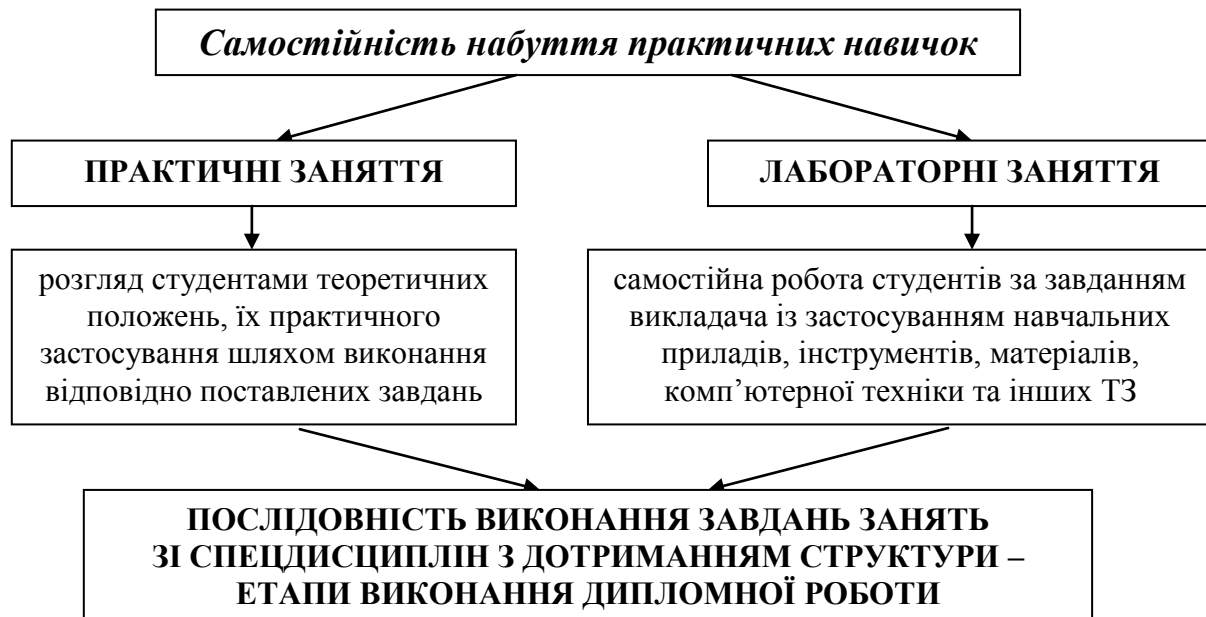 Самостійність набуття практичних навичок
ПРАКТИЧНІ ЗАНЯТТЯ
ЛАБОРАТОРНІ ЗАНЯТТЯ
розгляд студентами теоретичних
положень, їх практичного
застосування шляхом виконання
відповідно поставлених завдань
самостійна робота студентів за завданням
викладача із застосуванням навчальних
приладів, інструментів, матеріалів,
комп’ютерної техніки та інших ТЗ
ПОСЛІДОВНІСТЬ ВИКОНАННЯ ЗАВДАНЬ ЗАНЯТЬ
ЗІ СПЕЦДИСЦИПЛІН З ДОТРИМАННЯМ СТРУКТУРИ –
ЕТАПИ ВИКОНАННЯ ДИПЛОМНОЇ РОБОТИ